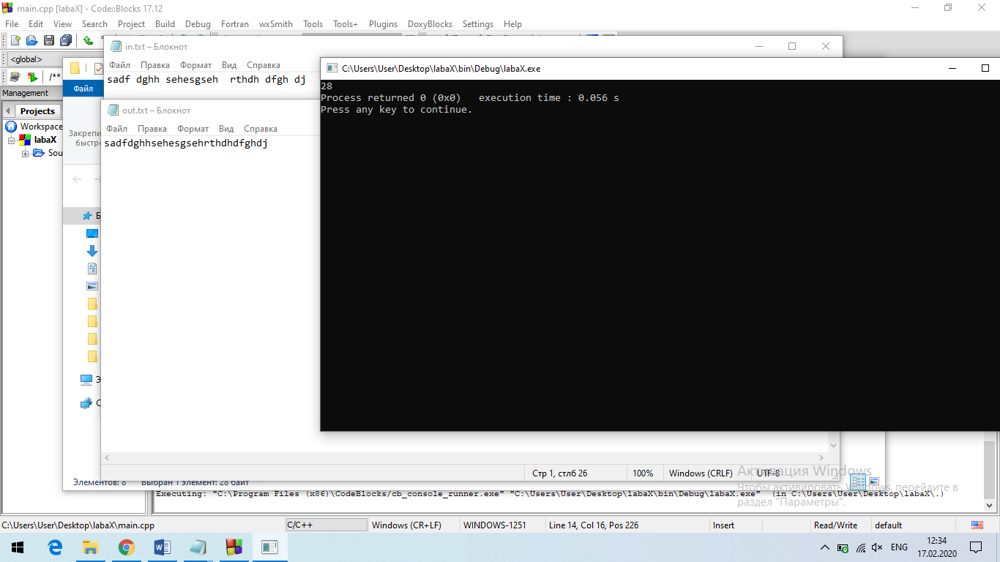 main.cpp [labaX] - Code::Blocks 17.12
File Edit View Search Project Build Debug Fortran wxSmith Tools Tools+ Plugins DoxyBlocks Settings Help
in.txt – Блокнот
<global>
Файл Правка Формат Вид Справка
C:\Users\User\Desktop\labaX\bin\Debug\labaX.exe
/**
sadf dghh sehesgseh  rthdh dfgh dj
28
Файл
Management
Process returned 0 (0x0)   execution time : 0.056 s
Press any key to continue.
out.txt – Блокнот
Projects
Файл Правка Формат Вид Справка
Workspace
Закрепи
labaX
быстро
sadfdghhsehesgsehrthdhdfghdj
Sou
Стр 1, стлб 26 100% Windows (CRLF) UTF-8
Активация Windows
Чтобы активировать Windows, перейдите в
раздел "Параметры".
Элементов: 8 Выбран 1 элемент: 28 байт
Executing: "C:\Program Files (x86)\CodeBlocks/cb_console_runner.exe" "C:\Users\User\Desktop\labaX\bin\Debug\labaX.exe"  (in C:\Users\User\Desktop\labaX\.)
C:\Users\User\Desktop\labaX\main.cpp C/C++ Windows (CR+LF) WINDOWS-1251 Line 14, Col 16, Pos 226 Insert Read/Write default
ENG
12:34
17.02.2020